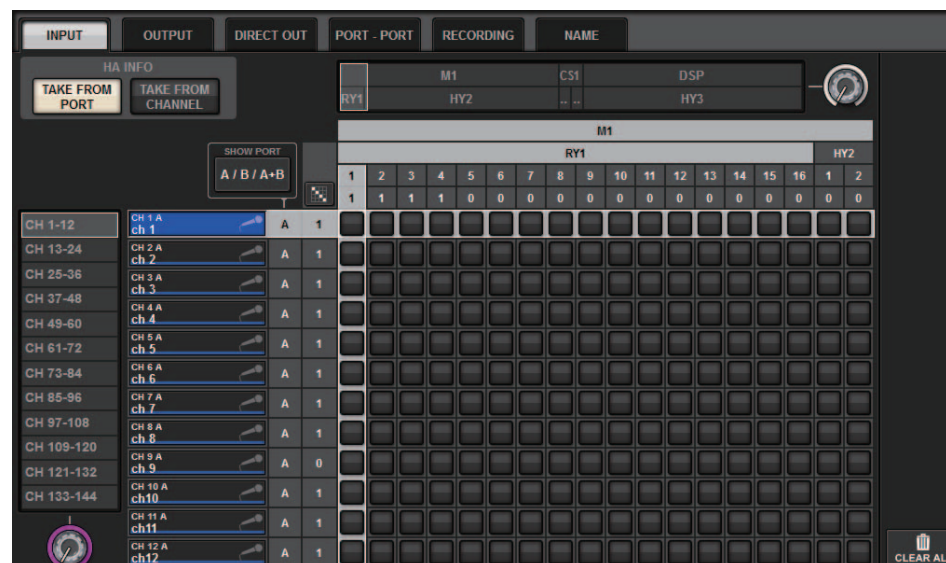 INPUT OUTPUT DIRECT OUT PORT - PORT RECORDING NAME
HA INFO
TAKE FROM PORT TAKE FROM CHANNEL
M1 CS1 DSP
RY1 HY2 .. .. HY3
M1
RY1 HY2
SHOW PORT
A / B / A+B
1 2 3 4 5 6 7 8 9 10 11 12 13 14 15 16 1 2
1 1 1 1 0 0 0 0 0 0 0 0 0 0 0 0 0 0
CH 1-12
CH 13-24
CH 25-36
CH 37-48
CH 49-60
CH 61-72
CH 73-84
CH 85-96
CH 97-108
CH 109-120
CH 121-132
CH 133-144
CH 1 A
ch 1 A 1
CH 2 A
ch 2 A 1
CH 3 A
ch 3 A 1
CH 4 A
ch 4 A 1
CH 5 A
ch 5 A 1
CH 6 A
ch 6 A 1
CH 7 A
ch 7 A 1
CH 8 A
ch 8 A 1
CH 9 A
ch 9 A 0
CH 10 A
ch10 A 1
CH 11 A
ch11 A 1
CH 12 A
ch12 A 1
CLEAR AL